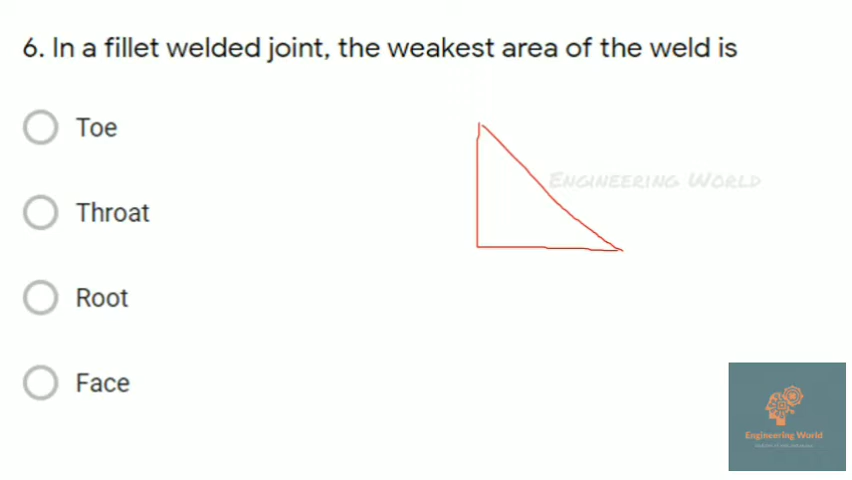 6. In a fillet welded joint, the weakest area of the weld is
Toe
Engineering World
Throat
Root
Face
Engineering World